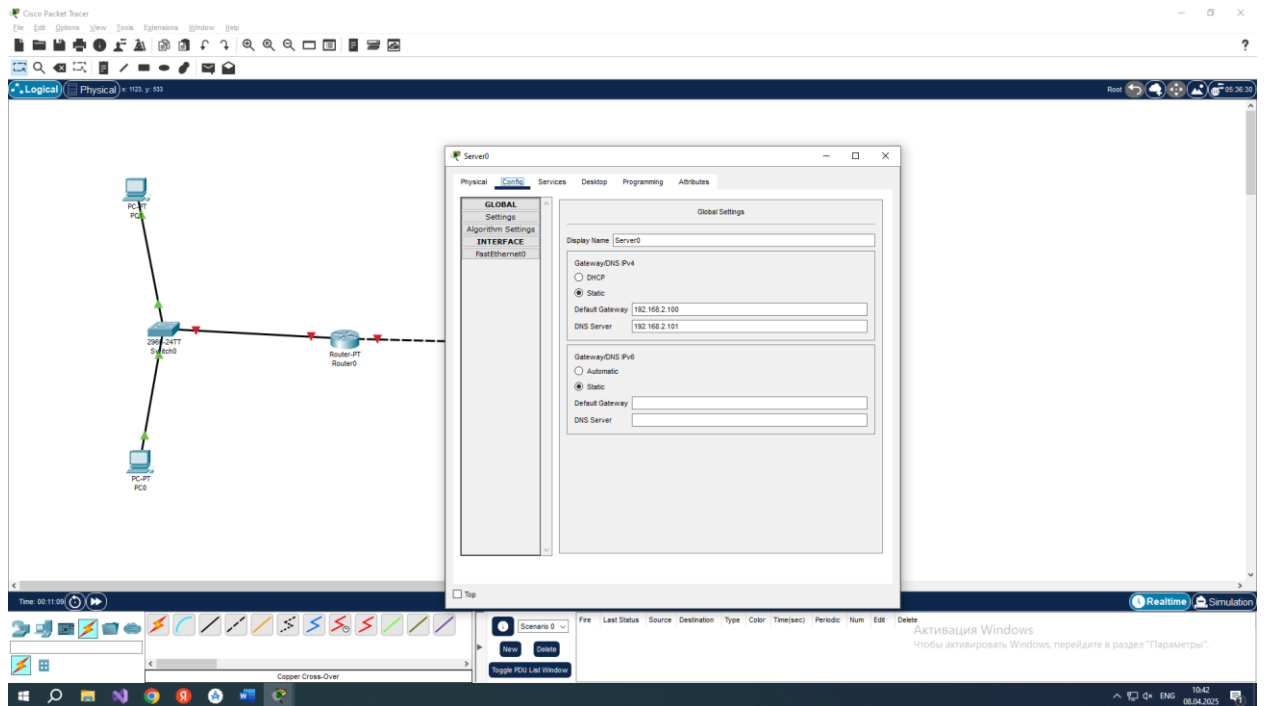 Cisco Packet Tracer
File Edit Options View Tools Extensions Window Help
?
Logical Physical x: 1123, y: 533 Root 05:36:30
Server0
Physical Config Services Desktop Programming Attributes
GLOBAL
Settings
Algorithm Settings
INTERFACE
FastEthernet0
Global Settings
Display Name Server0
Gateway/DNS IPv4
DHCP
Static
Default Gateway 192.168.2.100
DNS Server 192.168.2.101
Gateway/DNS IPv6
Automatic
Static
Default Gateway
DNS Server
Top
PC-PT
2960-24TT
Switch0
Router-PT
Router0
PC-PT
PC0
Time: 00:11:09 Realtime Simulation
Scenario 0
New Delete
Toggle PDU List Window
Fire Last Status Source Destination Type Color Time(sec) Periodic Num Edit Delete
Активация Windows
Чтобы активировать Windows, перейдите в раздел "Параметры".
Copper Cross-Over
ENG 10:42
08.04.2025